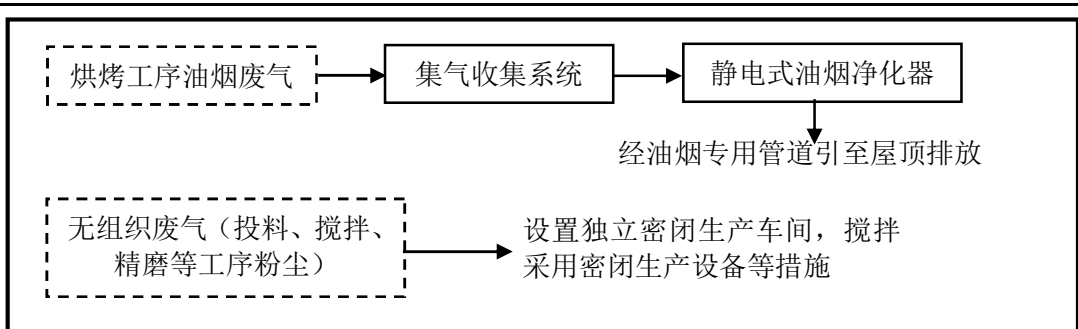 烘烤工序油烟废气
集气收集系统
静电式油烟净化器
经油烟专用管道引至屋顶排放
无组织废气（投料、搅拌、
精磨等工序粉尘）
设置独立密闭生产车间，搅拌
采用密闭生产设备等措施